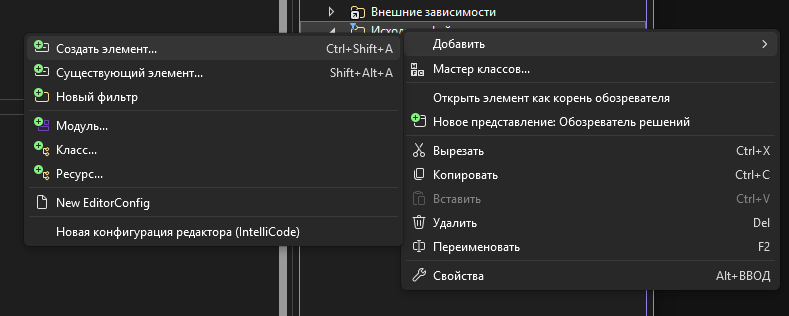 Внешние зависимости
Добавить
Мастер классов...
Открыть элемент как корень обозревателя
Новое представление: Обозреватель решений
Вырезать Ctrl+X
Копировать Ctrl+C
Вставить Ctrl+V
Удалить Del
Переименовать F2
Свойства Alt+ВВОД
Создать элемент... Ctrl+Shift+A
Существующий элемент... Shift+Alt+A
Новый фильтр
Модуль...
Класс...
Ресурс...
New EditorConfig
Новая конфигурация редактора (IntelliCode)